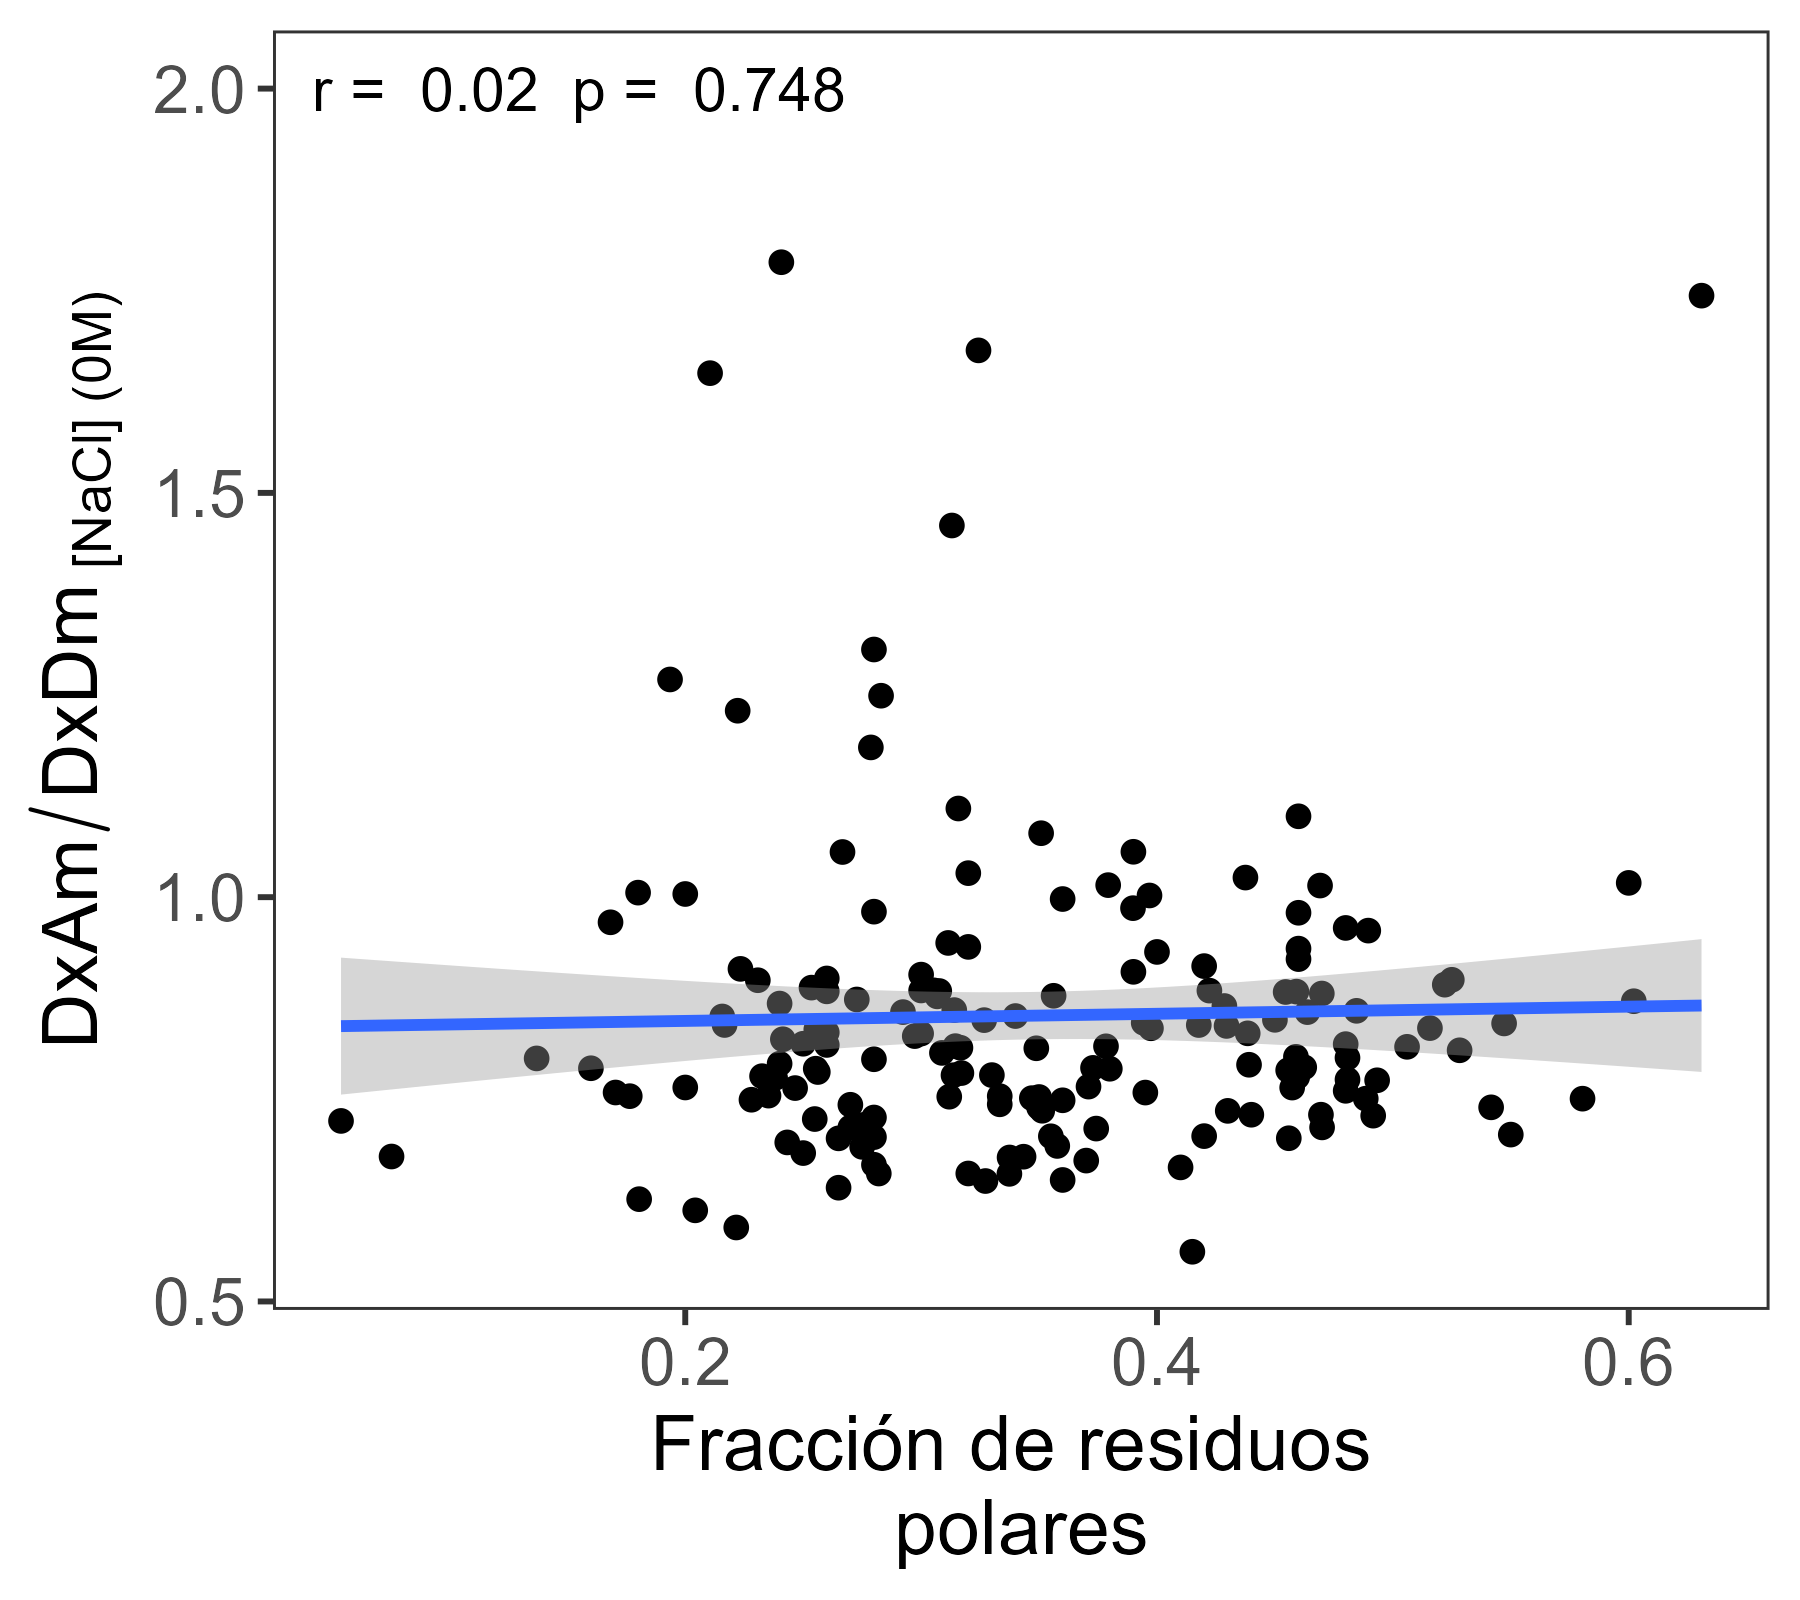 r = 0.02 p = 0.748
2.0
1.5
1.0
0.5
DxAm/DxDm [NaCl] (0M)
0.2 0.4 0.6
Fracción de residuos
polares